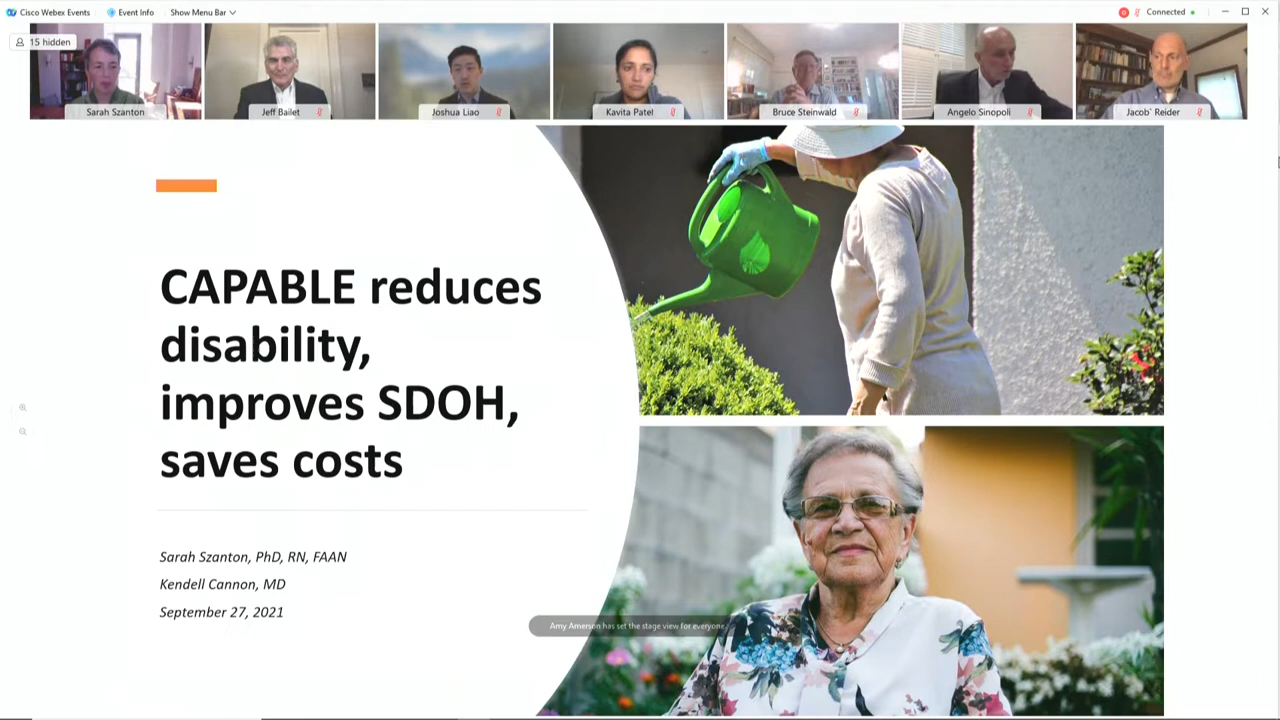 Cisco Webex Events
Event Info
Show Menu Bar
Connected
15 hidden
Sarah Szanton
Jeff Bailet
Joshua Liao
Kavita Patel
Bruce Steinwald
Angelo Sinopoli
Jacob` Reider
CAPABLE reduces
disability,
improves SDOH,
saves costs
Sarah Szanton, PhD, RN, FAAN
Kendell Cannon, MD
September 27, 2021
Amy Amerson has set the stage view for everyone.